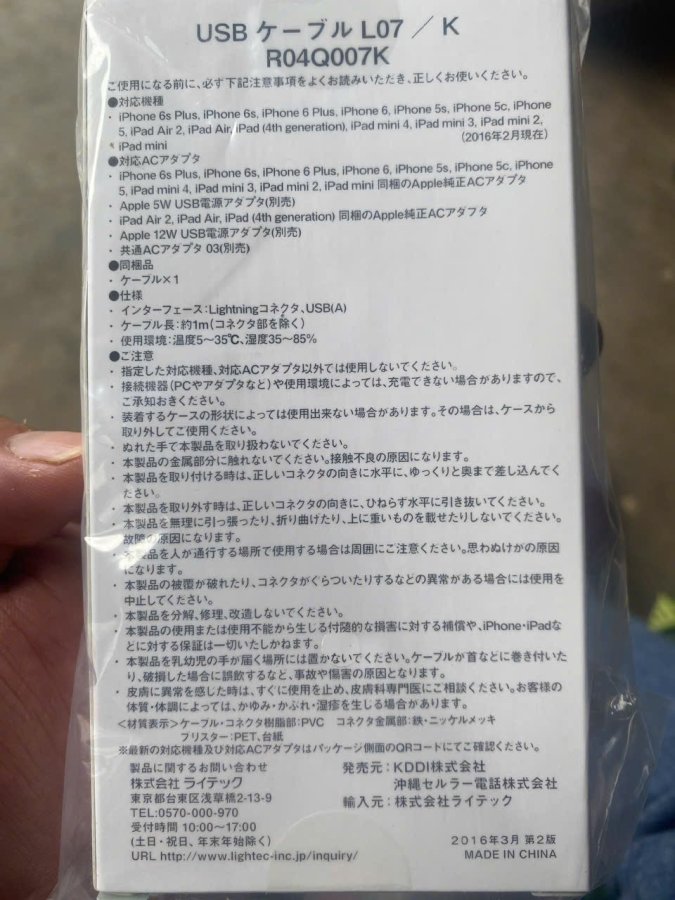 USB ケーブル L07 ／ K
R04Q007K
ご使用になる前に、必ず下記注意事項をよくお読みいただき、正しくお使いください。
●対応機種
・iPhone 6s Plus, iPhone 6s, iPhone 6 Plus, iPhone 6, iPhone 5s, iPhone 5c, iPhone
5, iPad Air 2, iPad Air, iPad (4th generation), iPad mini 4, iPad mini 3, iPad mini 2,
iPad mini (2016年2月現在)
●対応ACアダプタ
・iPhone 6s Plus, iPhone 6s, iPhone 6 Plus, iPhone 6, iPhone 5s, iPhone 5c, iPhone
5, iPad mini 4, iPad mini 3, iPad mini 2, iPad mini 同梱のApple純正ACアダプタ
・Apple 5W USB電源アダプタ(別売)
・iPad Air 2, iPad Air, iPad (4th generation) 同梱のApple純正ACアダプタ
・Apple 12W USB電源アダプタ(別売)
・共通ACアダプタ 03(別売)
●同梱品
・ケーブル×1
●仕様
・インターフェース:Lightningコネクタ、USB(A)
・ケーブル長:約1m(コネクタ部を除く)
・使用環境:温度5~35℃、湿度35~85%
●ご注意
・指定した対応機種、対応ACアダプタ以外では使用しないでください。
・接続機器(PCやアダプタなど)や使用環境によっては、充電できない場合がありますので、
ご承知おきください。
・装着するケースの形状によっては使用出来ない場合があります。その場合は、ケースから
取り外してご使用ください。
・ぬれた手で本製品を取り扱わないでください。
・本製品の金属部分に触れないでください。接触不良の原因になります。
・本製品を取り付ける時は、正しいコネクタの向きに水平に、ゆっくりと奥まで差し込んでく
ださい。
・本製品を取り外す時は、正しいコネクタの向きに、ひねらず水平に引き抜いてください。
・本製品を無理に引っ張ったり、折り曲げたり、上に重いものを載せたりしないでください。
故障の原因になります。
・本製品を人が通行する場所で使用する場合は周囲にご注意ください。思わぬけがの原因
になります。
・本製品の被覆が破れたり、コネクタがぐらついたりするなどの異常がある場合には使用を
中止してください。
・本製品を分解、修理、改造しないでください。
・本製品の使用または使用不能から生じる付随的な損害に対する補償や、iPhone・iPadな
どに対する保証は一切いたしかねます。
・本製品を乳幼児の手が届く場所には置かないでください。ケーブルが首などに巻き付いた
り、破損した場合に誤飲するなど、事故や傷害の原因となります。
・皮膚に異常を感じた時は、すぐに使用を止め、皮膚科専門医にご相談ください。お客様の
体質・体調によっては、かゆみ・かぶれ・湿疹を生じる場合があります。
<材質表示> ケーブル・コネクタ樹脂部:PVC コネクタ金属部:鉄・ニッケルメッキ
ブリスター:PET、台紙
※最新の対応機種及び対応ACアダプタはパッケージ側面のQRコードにてご確認ください。
製品に関するお問い合わせ
株式会社 ライテック
東京都台東区浅草橋2-13-9
TEL:0570-000-970
受付時間 10:00~17:00
(土日・祝日、年末年始除く)
URL http://www.lightec-inc.jp/inquiry/
発売元:KDDI株式会社
沖縄セルラー電話株式会社
輸入元:株式会社ライテック
2016年3月 第2版
MADE IN CHINA